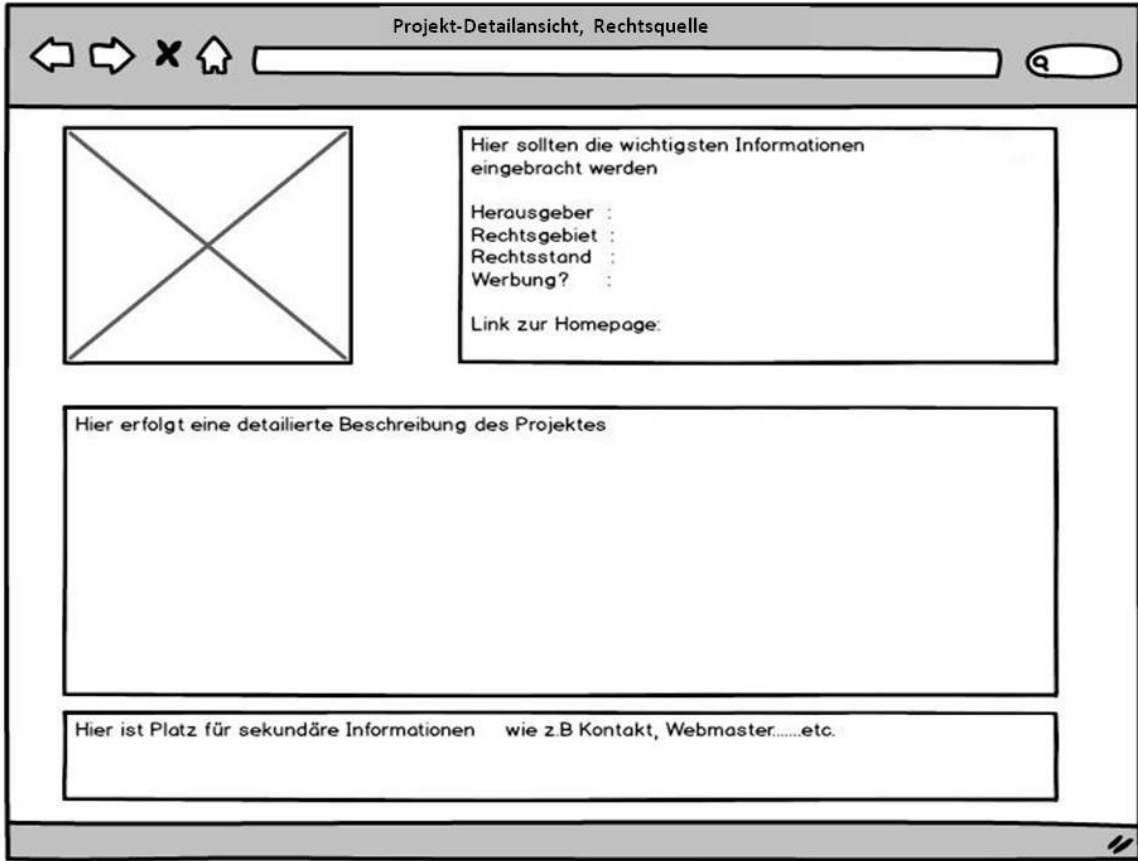 Projekt-Detailansicht, Rechtsquelle
Hier sollten die wichtigsten Informationen
eingebracht werden
Herausgeber :
Rechtsgebiet :
Rechtsstand :
Werbung? :
Link zur Homepage:
Hier erfolgt eine detailierte Beschreibung des Projektes
Hier ist Platz für sekundäre Informationen wie z.B Kontakt, Webmaster.......etc.